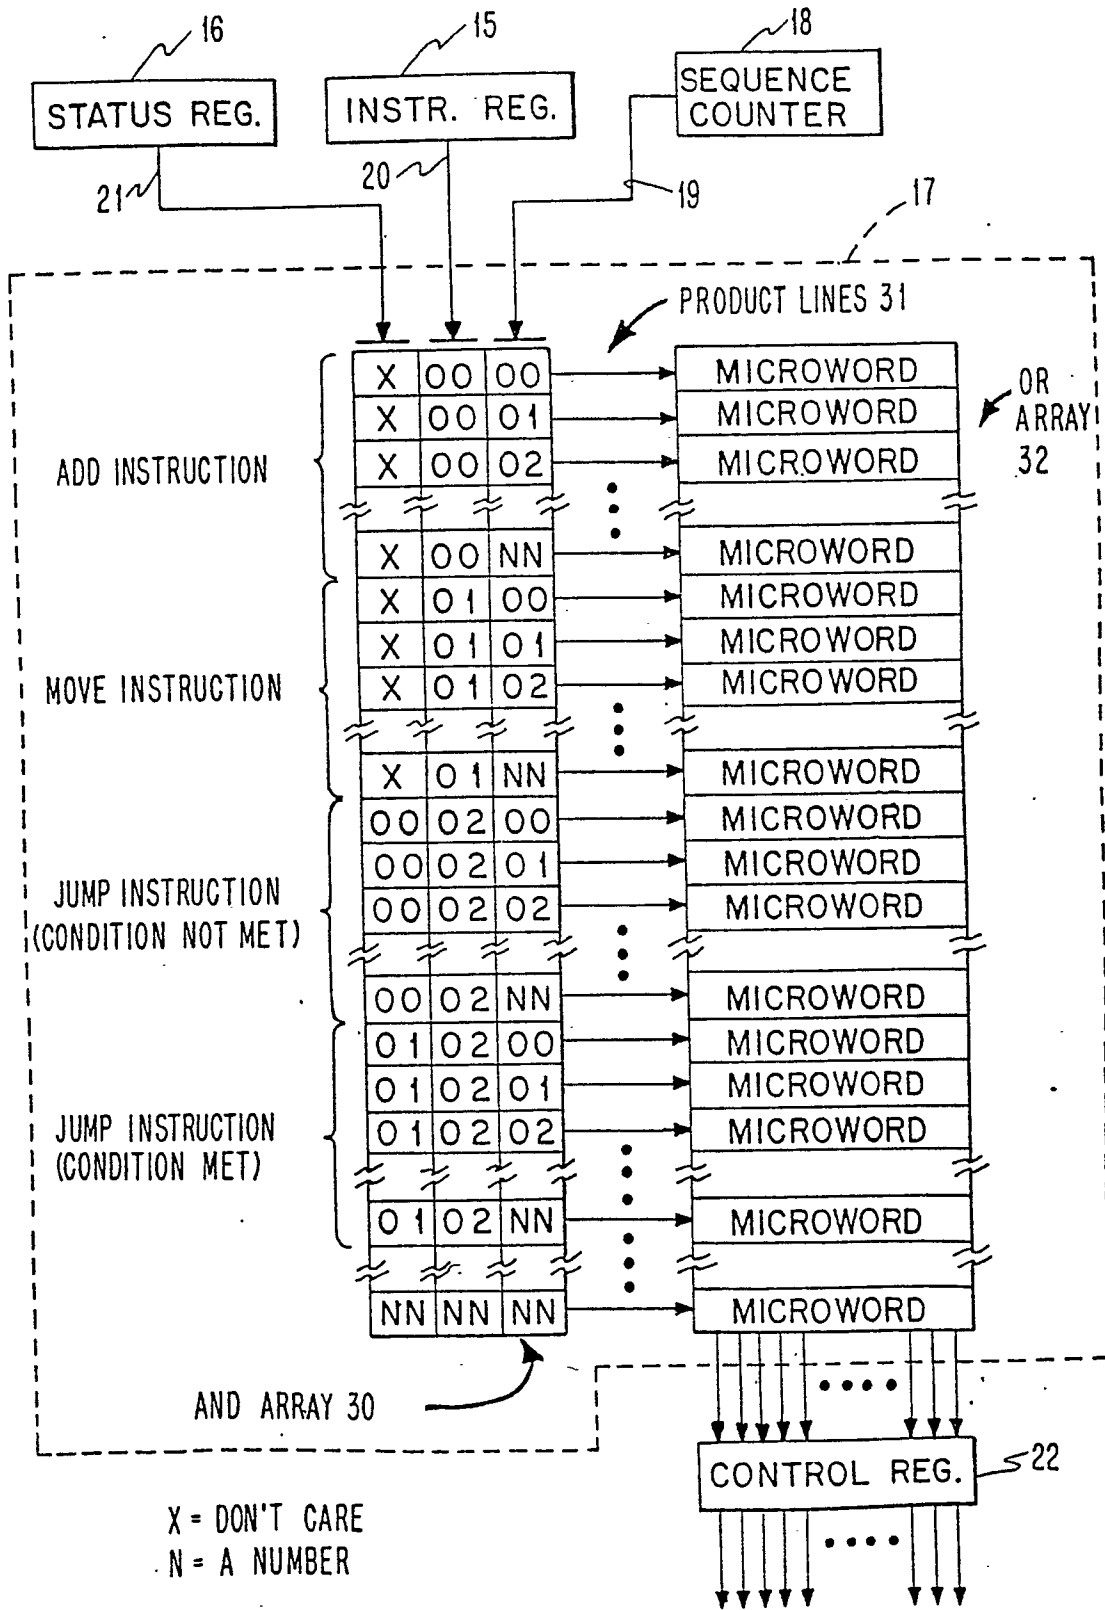 16
15
18
STATUS REG.
INSTR. REG.
SEQUENCE
COUNTER
21
20
19
17
PRODUCT LINES 31
OR
ARRAY
32
ADD INSTRUCTION
X 00 00 MICROWORD
X 00 01 MICROWORD
X 00 02 MICROWORD
X 00 NN MICROWORD
MOVE INSTRUCTION
X 01 00 MICROWORD
X 01 01 MICROWORD
X 01 02 MICROWORD
X 01 NN MICROWORD
JUMP INSTRUCTION
(CONDITION NOT MET)
00 02 00 MICROWORD
00 02 01 MICROWORD
00 02 02 MICROWORD
00 02 NN MICROWORD
JUMP INSTRUCTION
(CONDITION MET)
01 02 00 MICROWORD
01 02 01 MICROWORD
01 02 02 MICROWORD
01 02 NN MICROWORD
NN NN NN MICROWORD
AND ARRAY 30
CONTROL REG.
22
X = DON'T CARE
N = A NUMBER